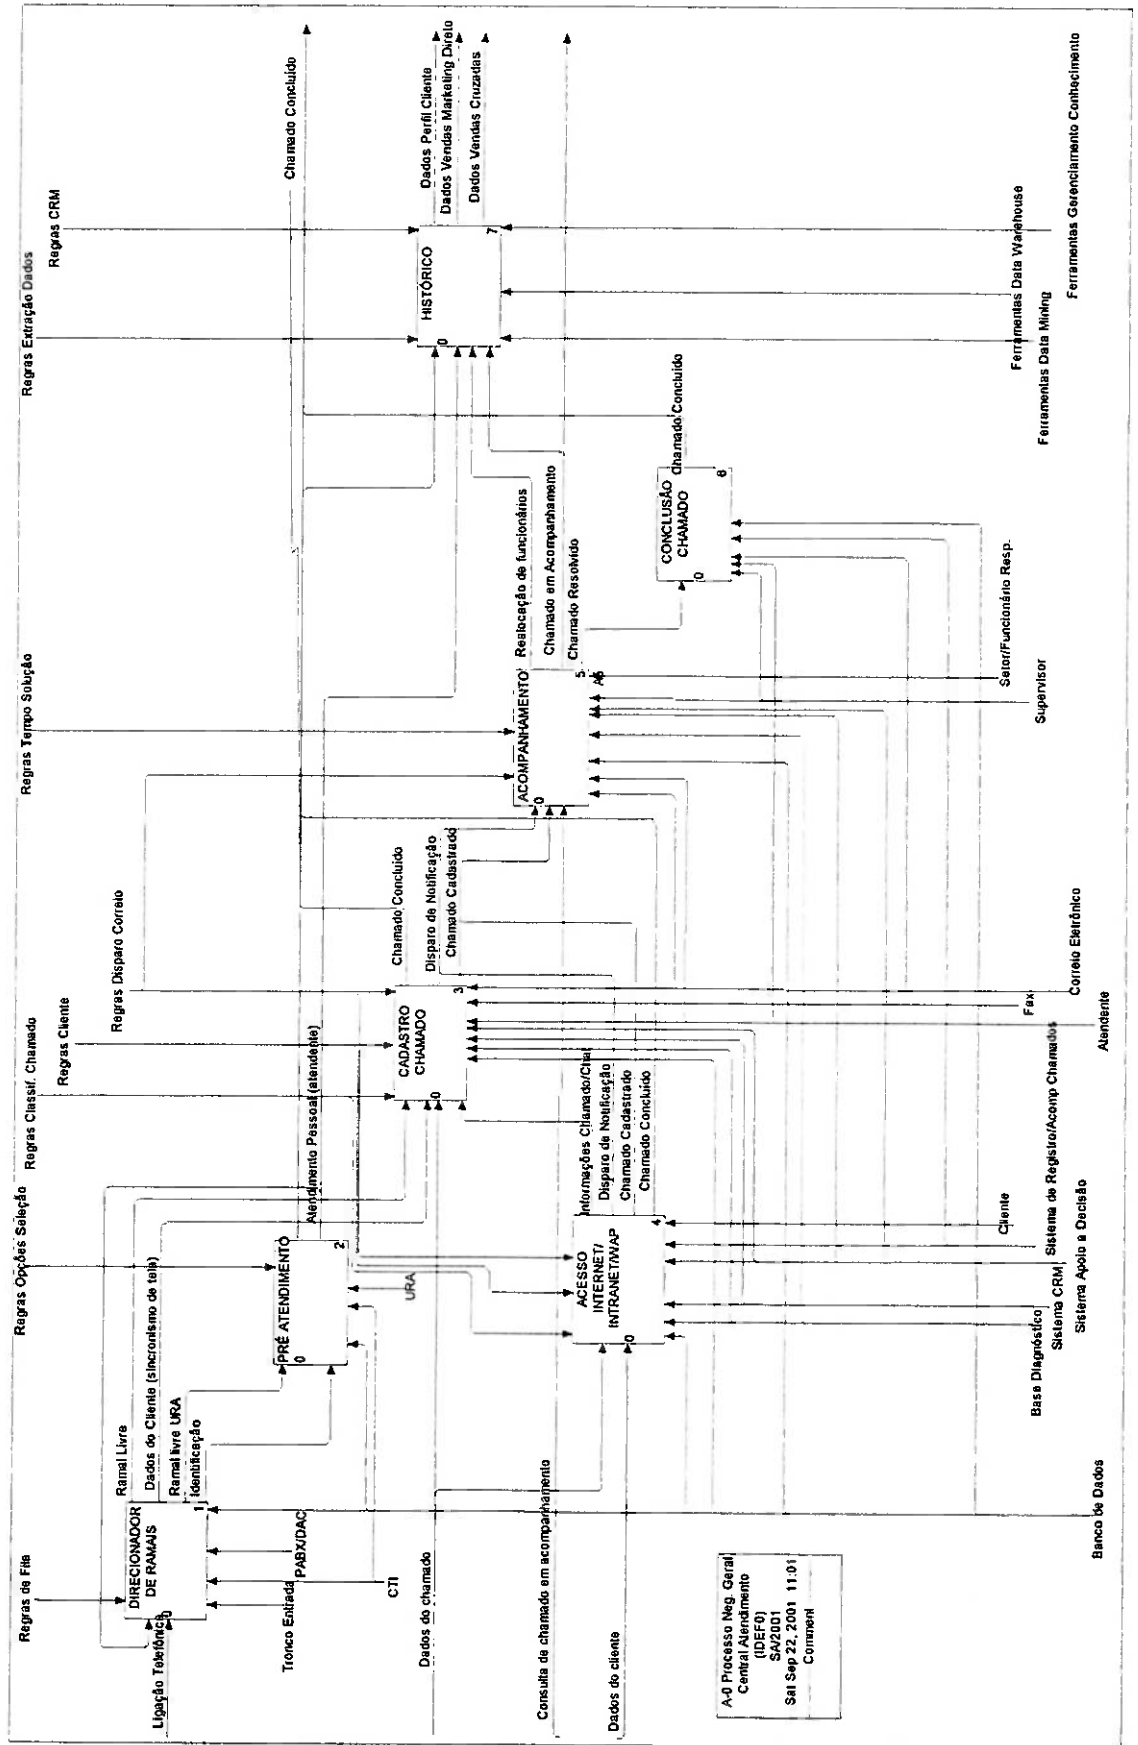 Regras de Fila
Regras Opções Seleção
Regras Classif. Chamado
Regras Cliente
Regras Disparo Correio
Regras Tempo Solução
Regras Extração Dados
Regras CRM
Chamado Concluido
Ligação Telefônica
DIRECIONADOR
DE RAMAIS
0
1
Ramal Livre
Dados do Cliente (sincronismo de tela)
Ramal livre URA
Identificação
Tronco Entrada
PABX/DAC
CTI
PRÉ ATENDIMENTO
0
2
Atendimento Pessoal (atendente)
URA
CADASTRO
CHAMADO
0
3
Chamado Concluido
Disparo de Notificação
Chamado Cadastrado
Dados do chamado
Consulta de chamado em acompanhamento
Dados do cliente
ACESSO
INTERNET/
INTRANET/WAP
0
4
Informações Chamado/Chat
Disparo de Notificação
Chamado Cadastrado
Chamado Concluido
ACOMPANHAMENTO
0
5
A5
Realocação de funcionários
Chamado em Acompanhamento
Chamado Resolvido
CONCLUSÃO
CHAMADO
0
6
Chamado Concluido
HISTÓRICO
0
7
Dados Perfil Cliente
Dados Vendas Marketing Direto
Dados Vendas Cruzadas
Banco de Dados
Base Diagnóstico
Sistema CRM
Sistema Apoio a Decisão
Sistema de Registro/Acomp Chamados
Cliente
Atendente
Fax
Correio Eletrônico
Supervisor
Setor/Funcionário Resp.
Ferramentas Data Mining
Ferramentas Data Warehouse
Ferramentas Gerenciamento Conhecimento
A-0 Processo Neg. Geral
Central Atendimento
(IDEF0)
SA/2001
Sat Sep 22, 2001 11:01
Comment